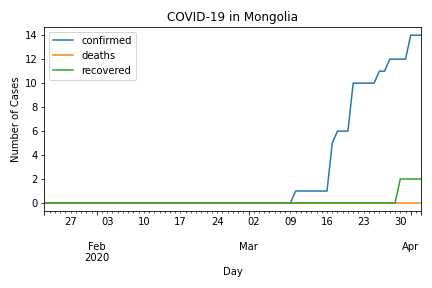 COVID-19 in Mongolia
confirmed
deaths
recovered
Number of Cases
14
12
10
8
6
4
2
0
27 03 10 17 24 02 09 16 23 30
Feb Mar Apr
2020
Day